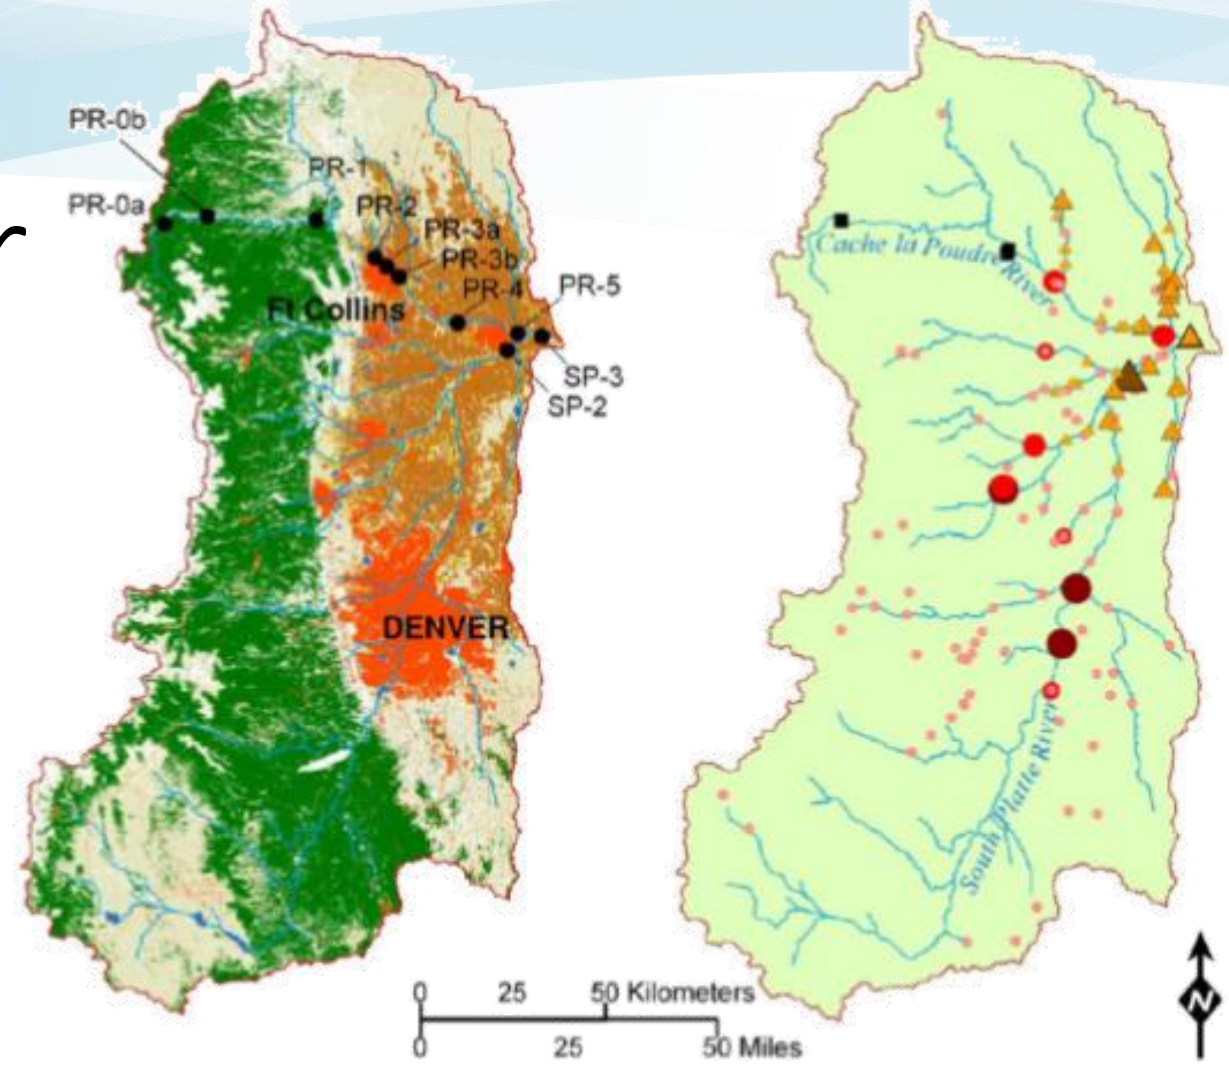 PR-0b
PR-1
PR-0a
PR-2
PR-3a
PR-3b
PR-4
PR-5
Ft Collins
SP-3
SP-2
DENVER
Cache la Poudre River
South Platte River
0 25 50 Kilometers
0 25 50 Miles
N